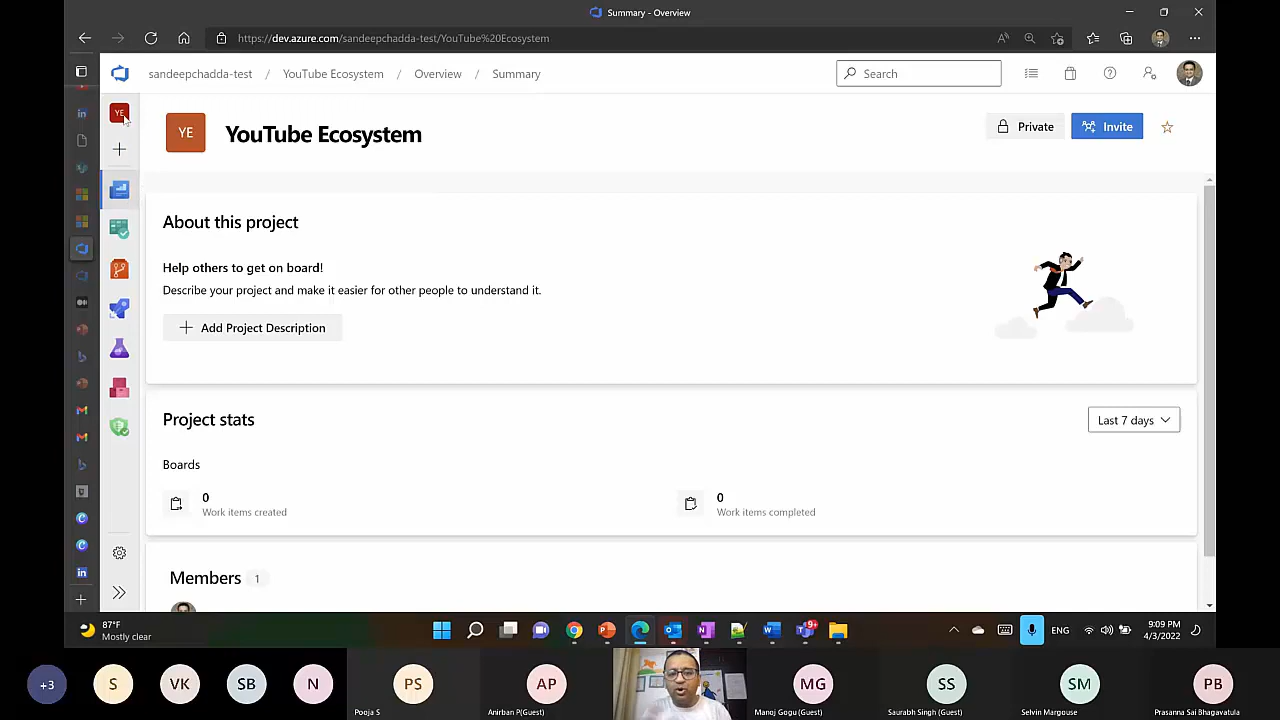 Summary - Overview
https://dev.azure.com/sandeepchadda-test/YouTube%20Ecosystem
sandeepchadda-test / YouTube Ecosystem / Overview / Summary
Search
YE
YE
YouTube Ecosystem
Private
Invite
About this project
Help others to get on board!
Describe your project and make it easier for other people to understand it.
Add Project Description
Project stats
Last 7 days
Boards
0
Work items created
0
Work items completed
Members 1
87°F
Mostly clear
9+
ENG
9:09 PM
4/3/2022
+3
S
VK
SB
N
PS
AP
MG
SS
SM
PB
Pooja S
Anirban P(Guest)
Manoj Gogu (Guest)
Saurabh Singh (Guest)
Selvin Margouse
Prasanna Sai Bhagavatula